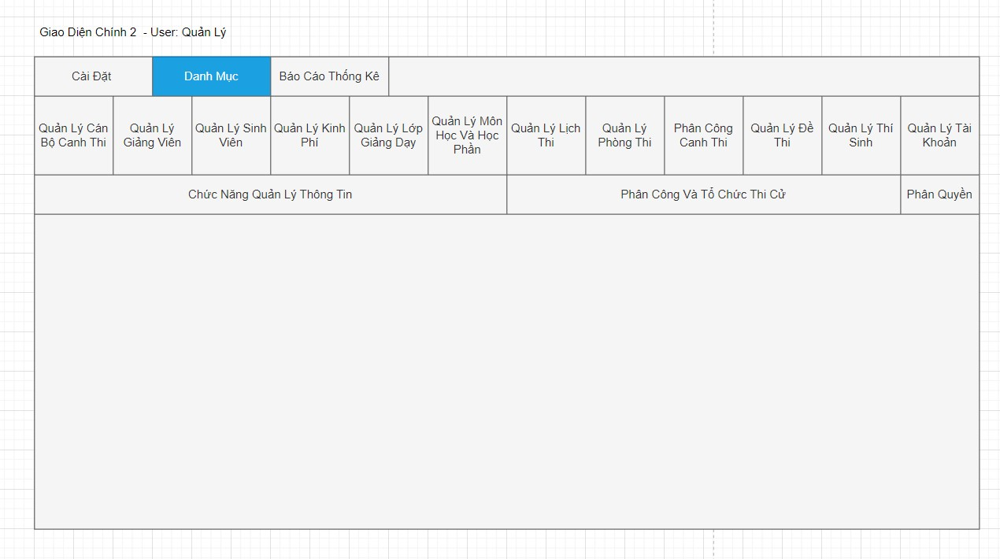 Giao Diện Chính 2  - User: Quản Lý
Cài Đặt
Danh Mục
Báo Cáo Thống Kê
Quản Lý Cán
Bộ Canh Thi
Quản Lý
Giảng Viên
Quản Lý Sinh
Viên
Quản Lý Kinh
Phí
Quản Lý Lớp
Giảng Dạy
Quản Lý Môn
Học Và Học
Phần
Quản Lý Lịch
Thi
Quản Lý
Phòng Thi
Phân Công
Canh Thi
Quản Lý Đề
Thi
Quản Lý Thí
Sinh
Quản Lý Tài
Khoản
Chức Năng Quản Lý Thông Tin
Phân Công Và Tổ Chức Thi Cử
Phân Quyền